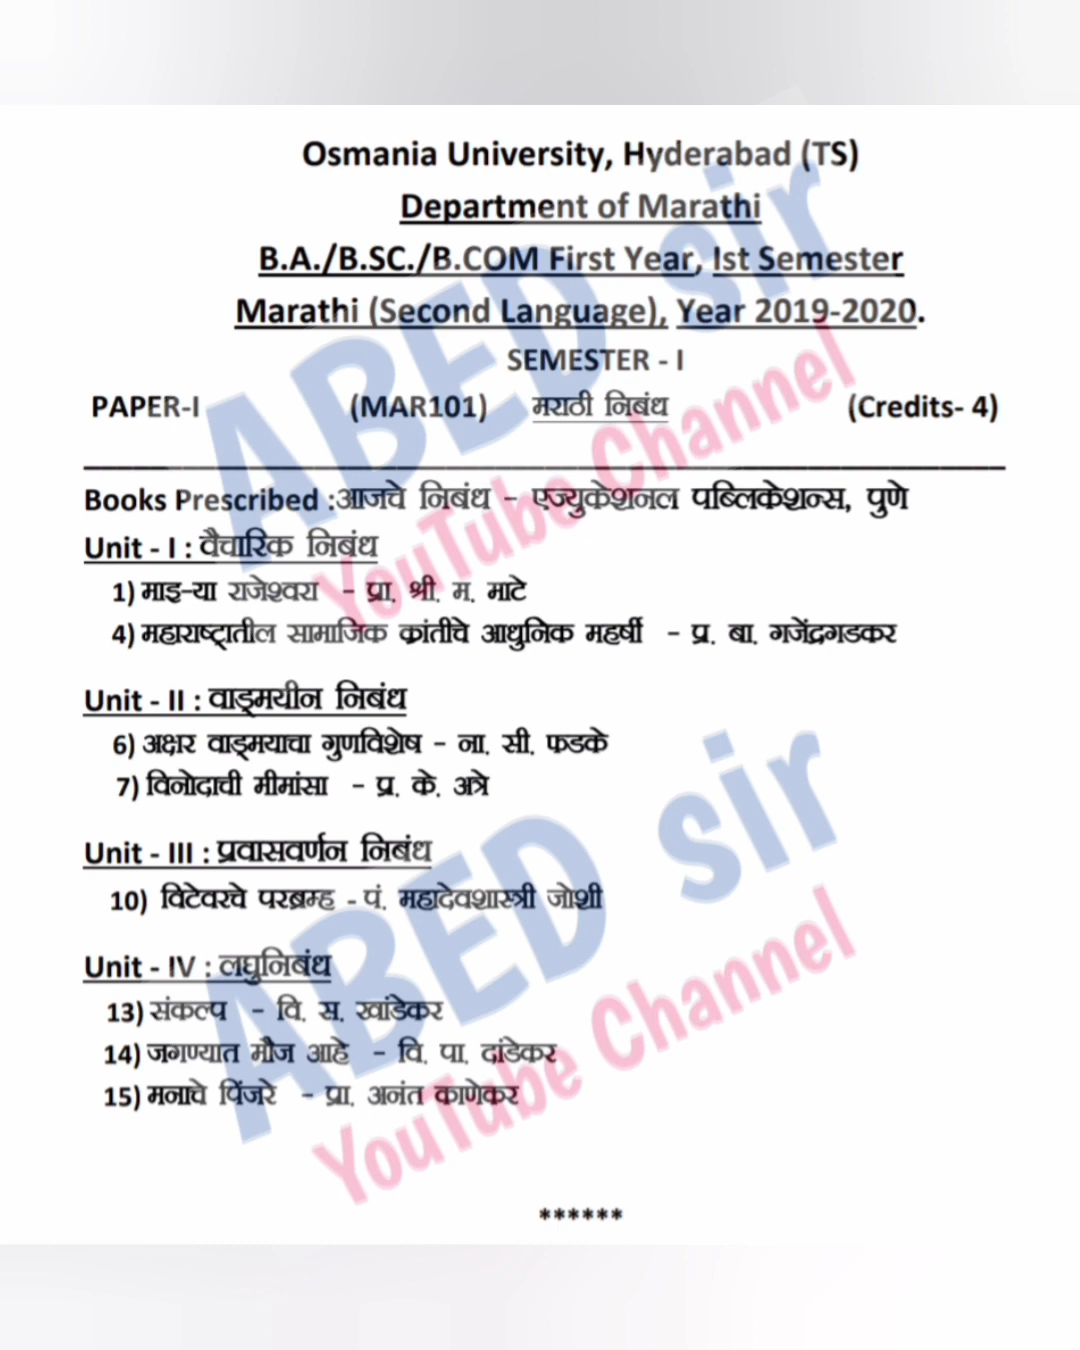 Osmania University, Hyderabad (TS)
Department of Marathi
B.A./B.SC./B.COM First Year, Ist Semester
Marathi (Second Language), Year 2019-2020.
SEMESTER - I
PAPER-I (MAR101) मराठी निबंध (Credits- 4)
Books Prescribed :आजचे निबंध - एज्युकेशनल पब्लिकेशन्स, पुणे
Unit - I : वैचारिक निबंध
1) माझ्-या राजेश्वरा - प्रा. श्री. म. माटे
4) महाराष्ट्रातील सामाजिक क्रांतीचे आधुनिक महर्षी - प्र. बा. गजेंद्रगडकर
Unit - II : वाङ्मयीन निबंध
6) अक्षर वाङ्मयाचा गुणविशेष - ना. सी. फडके
7) विनोदाची मीमांसा - प्र. के. अत्रे
Unit - III : प्रवासवर्णन निबंध
10) विटेवरचे परब्रम्ह - पं. महादेवशास्त्री जोशी
Unit - IV : लघुनिबंध
13) संकल्प - वि. स. खांडेकर
14) जगण्यात मौज आहे - वि. पा. दांडेकर
15) मनाचे पिंजरे - प्रा. अनंत काणेकर
******
ABED sir
YouTube Channel
ABED sir
YouTube Channel